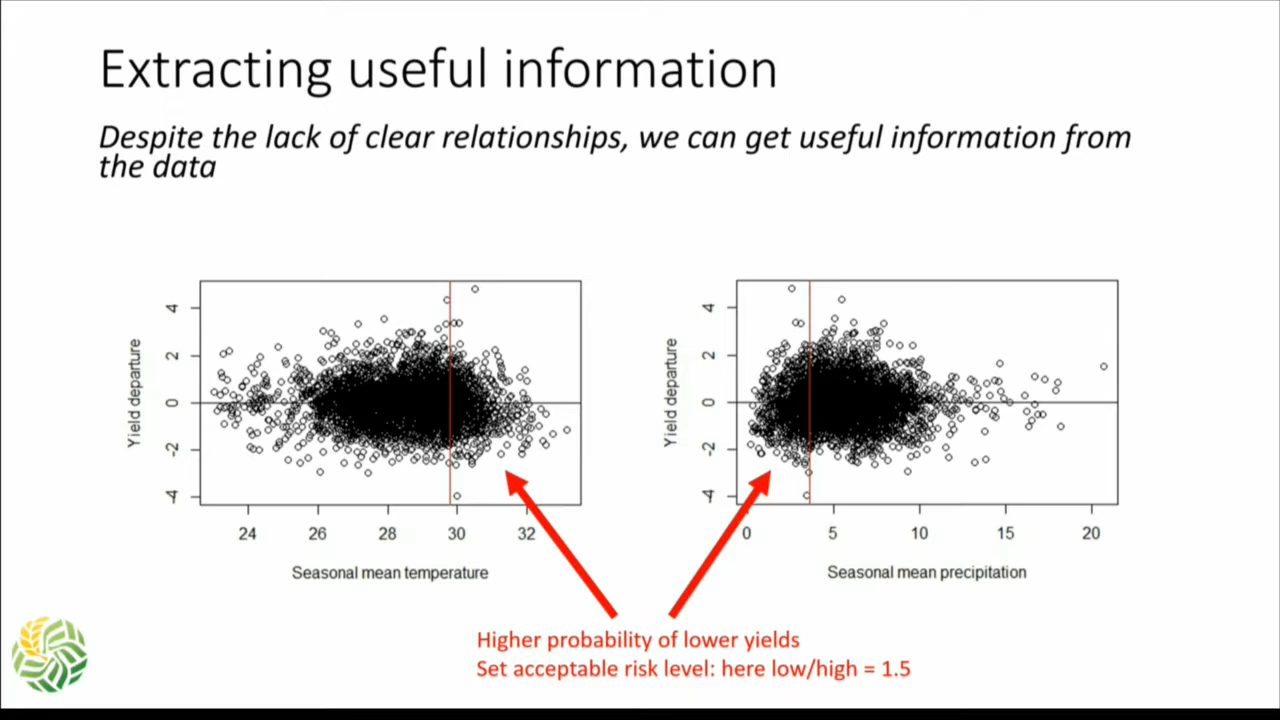 Extracting useful information
Despite the lack of clear relationships, we can get useful information from
the data
Yield departure
4
2
0
-2
-4
24
26
28
30
32
Seasonal mean temperature
Yield departure
4
2
0
-2
-4
0
5
10
15
20
Seasonal mean precipitation
Higher probability of lower yields
Set acceptable risk level: here low/high = 1.5